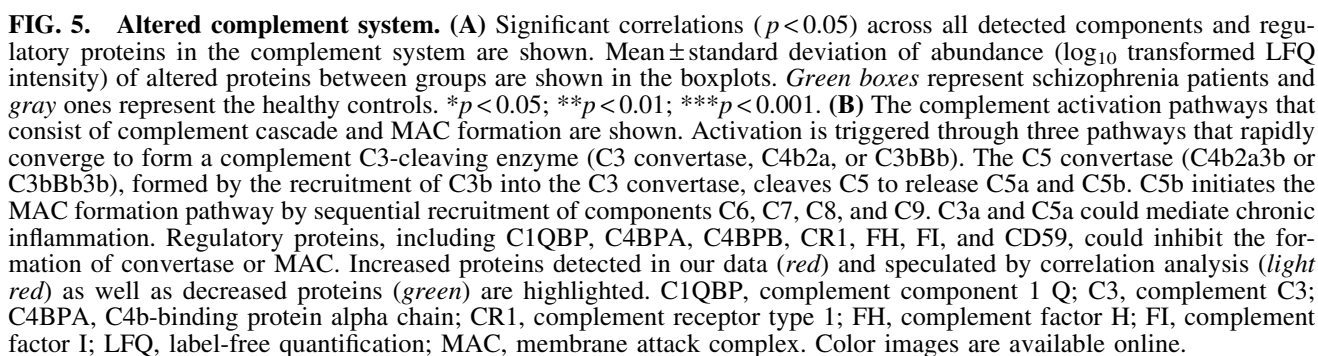 FIG. 5. Altered complement system. (A) Significant correlations (p < 0.05) across all detected components and regu-
latory proteins in the complement system are shown. Mean ± standard deviation of abundance (log₁₀ transformed LFQ
intensity) of altered proteins between groups are shown in the boxplots. Green boxes represent schizophrenia patients and
gray ones represent the healthy controls. *p < 0.05; **p < 0.01; ***p < 0.001. (B) The complement activation pathways that
consist of complement cascade and MAC formation are shown. Activation is triggered through three pathways that rapidly
converge to form a complement C3-cleaving enzyme (C3 convertase, C4b2a, or C3bBb). The C5 convertase (C4b2a3b or
C3bBb3b), formed by the recruitment of C3b into the C3 convertase, cleaves C5 to release C5a and C5b. C5b initiates the
MAC formation pathway by sequential recruitment of components C6, C7, C8, and C9. C3a and C5a could mediate chronic
inflammation. Regulatory proteins, including C1QBP, C4BPA, C4BPB, CR1, FH, FI, and CD59, could inhibit the for-
mation of convertase or MAC. Increased proteins detected in our data (red) and speculated by correlation analysis (light
red) as well as decreased proteins (green) are highlighted. C1QBP, complement component 1 Q; C3, complement C3;
C4BPA, C4b-binding protein alpha chain; CR1, complement receptor type 1; FH, complement factor H; FI, complement
factor I; LFQ, label-free quantification; MAC, membrane attack complex. Color images are available online.